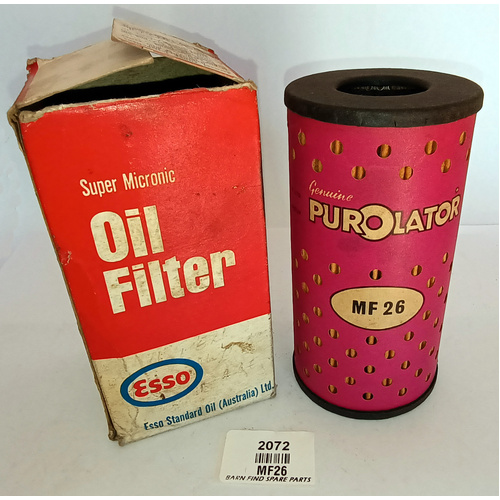 Super Micronic
Oil
Filter
Esso
Esso Standard Oil (Australia) Ltd.
Genuine
PUROLATOR
MF 26
2072
MF26
BARN FIND SPARE PARTS